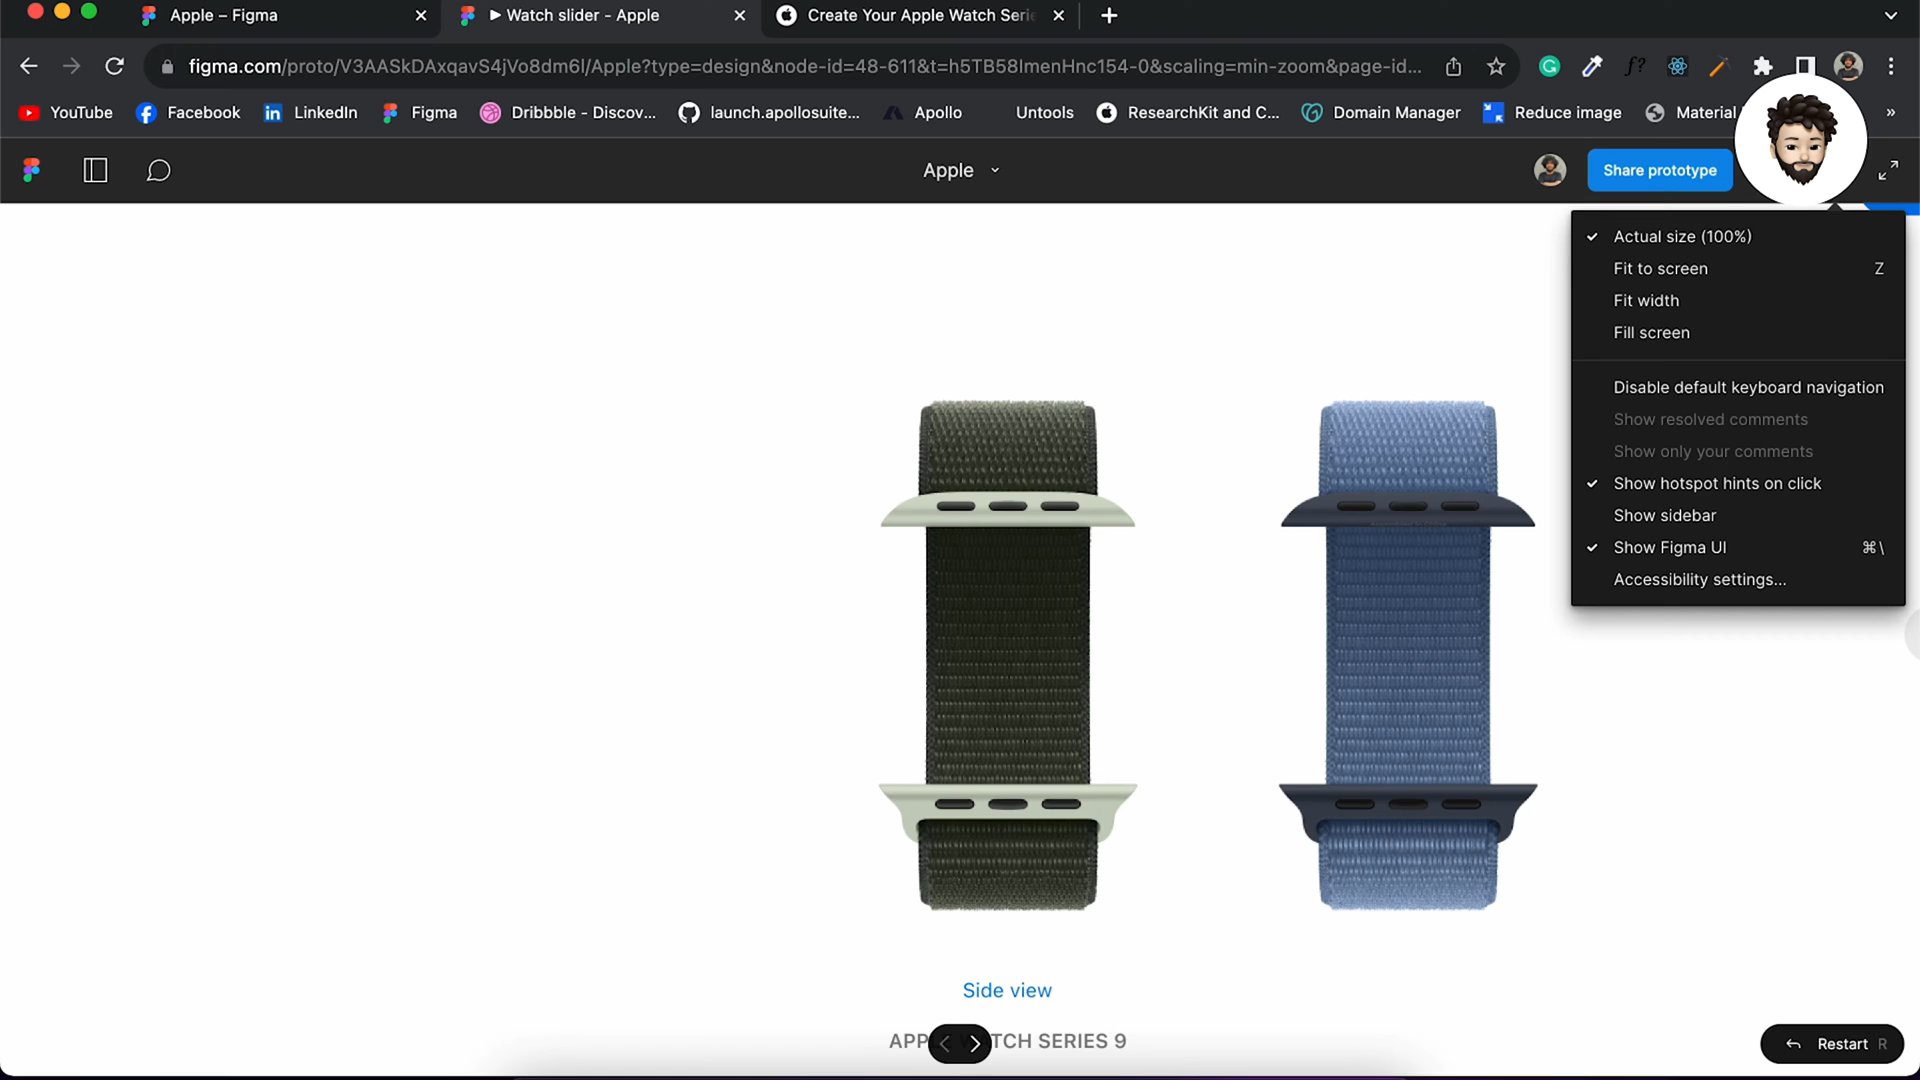 Apple – Figma
Watch slider - Apple
Create Your Apple Watch Serie
figma.com/proto/V3AASkDAxqavS4jVo8dm6l/Apple?type=design&node-id=48-611&t=h5TB58lmenHnc154-0&scaling=min-zoom&page-id...
f?
YouTube
Facebook
LinkedIn
Figma
Dribbble - Discov...
launch.apollosuite...
Apollo
Untools
ResearchKit and C...
Domain Manager
Reduce image
Material
»
Apple
Share prototype
Actual size (100%)
Fit to screen Z
Fit width
Fill screen
Disable default keyboard navigation
Show resolved comments
Show only your comments
Show hotspot hints on click
Show sidebar
Show Figma UI ⌘\
Accessibility settings...
Side view
APP TCH SERIES 9
Restart R